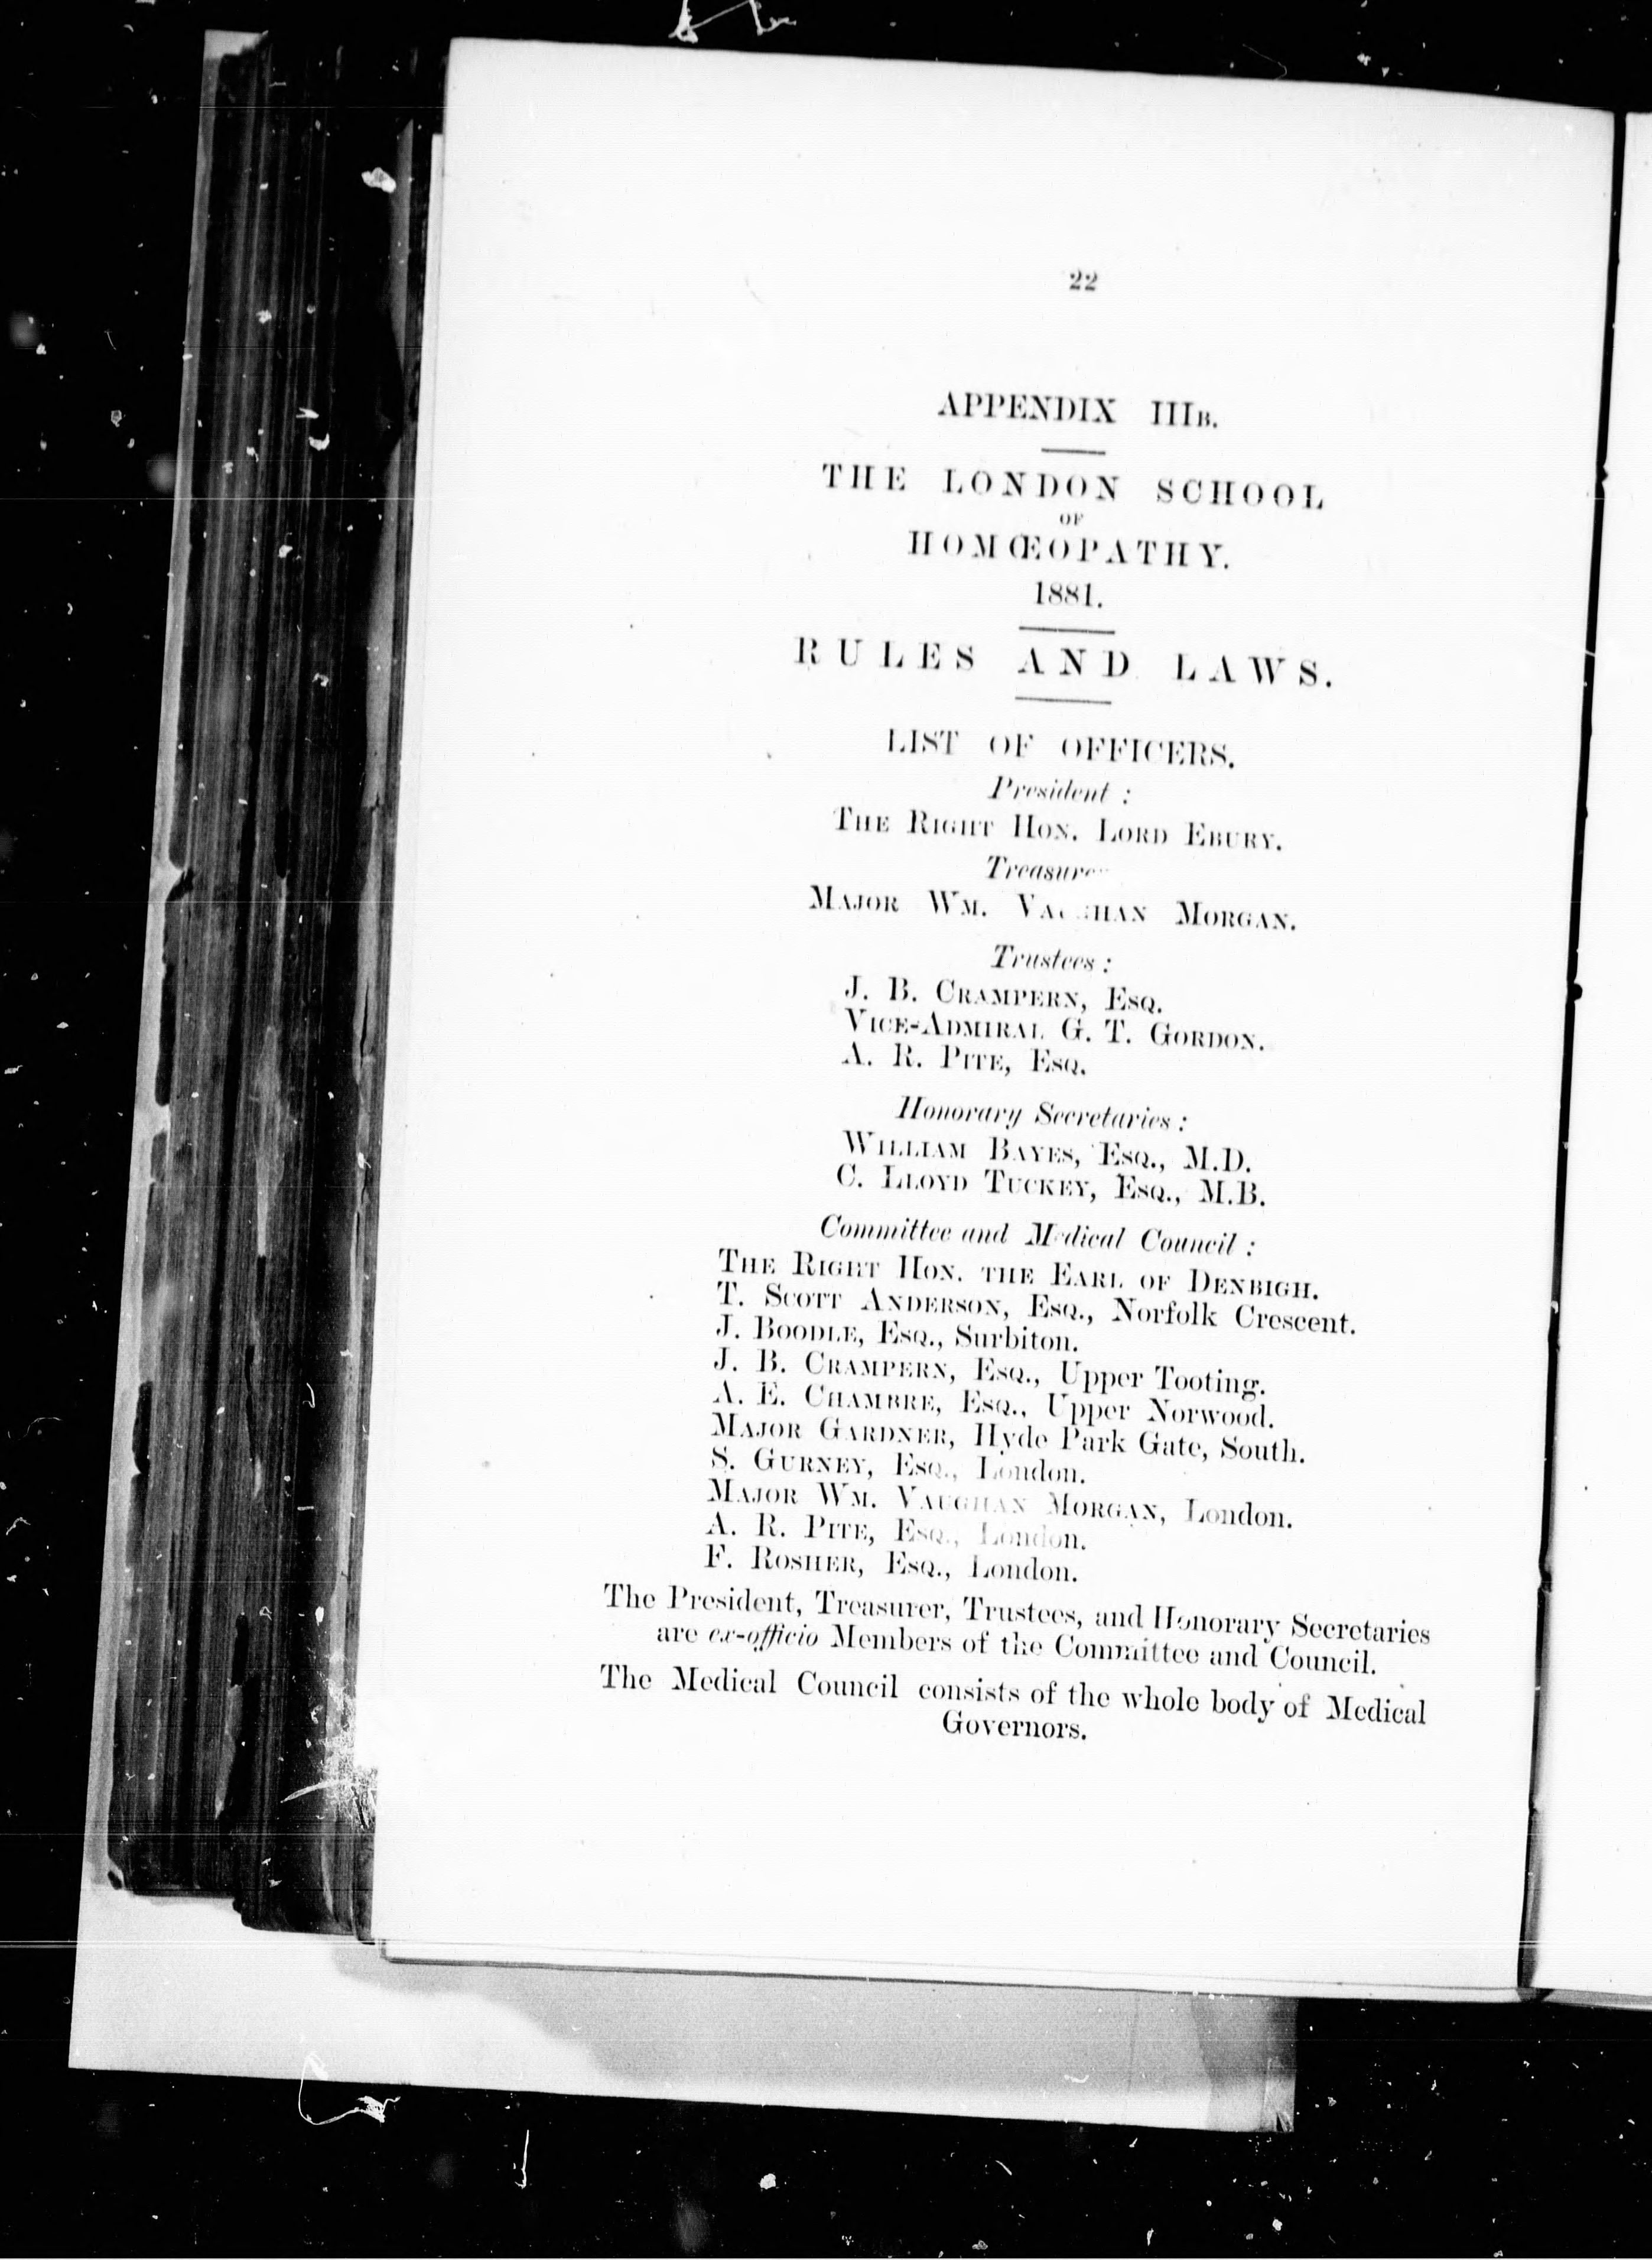 22
APPENDIX IIIB.
THE LONDON SCHOOL
OF
HOMŒOPATHY.
1881.
RULES AND LAWS.
LIST OF OFFICERS.
President :
THE RIGHT HON. LORD EBURY.
Treasurer
MAJOR WM. VAUGHAN MORGAN.
Trustees :
J. B. CRAMPERN, ESQ.
VICE-ADMIRAL G. T. GORDON.
A. R. PITE, ESQ.
Honorary Secretaries :
WILLIAM BAYES, ESQ., M.D.
C. LLOYD TUCKEY, ESQ., M.B.
Committee and Medical Council :
THE RIGHT HON. THE EARL OF DENBIGH.
T. SCOTT ANDERSON, ESQ., Norfolk Crescent.
J. BOODLE, ESQ., Surbiton.
J. B. CRAMPERN, ESQ., Upper Tooting.
A. E. CHAMBRE, ESQ., Upper Norwood.
MAJOR GARDNER, Hyde Park Gate, South.
S. GURNEY, ESQ., London.
MAJOR WM. VAUGHAN MORGAN, London.
A. R. PITE, ESQ., London.
F. ROSHER, ESQ., London.
The President, Treasurer, Trustees, and Honorary Secretaries
are ex-officio Members of the Committee and Council.
The Medical Council consists of the whole body of Medical
Governors.